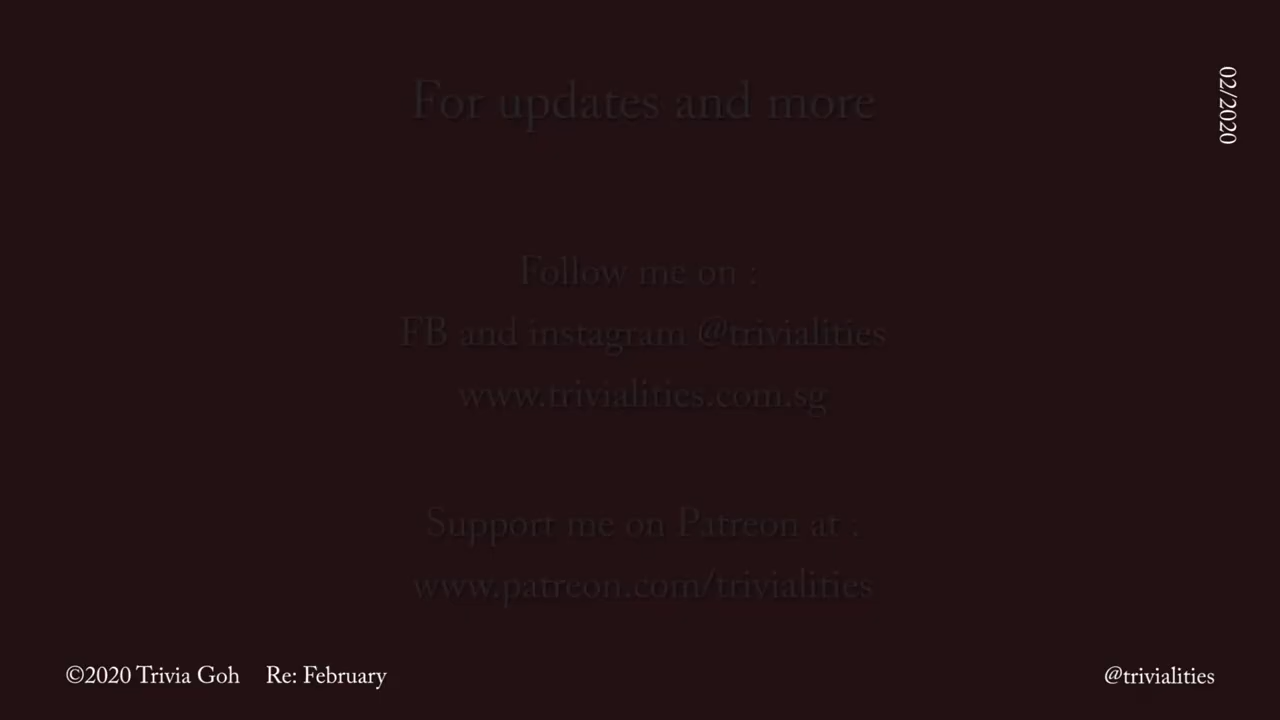 For updates and more
02/2020
Follow me on :
FB and instagram @trivialities
www.trivialities.com.sg
Support me on Patreon at :
www.patreon.com/trivialities
©2020 Trivia Goh Re: February
@trivialities